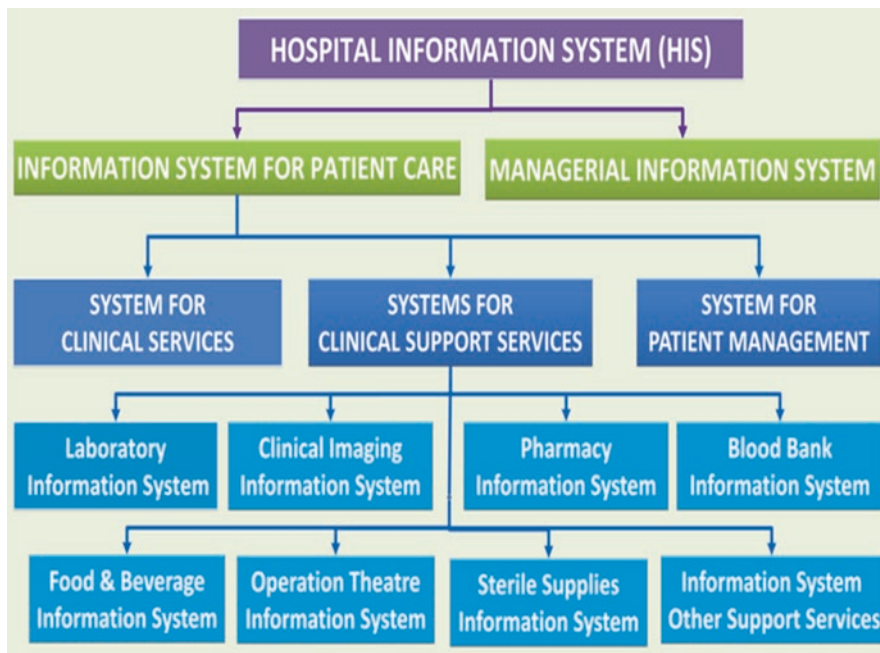 HOSPITAL INFORMATION SYSTEM (HIS)
INFORMATION SYSTEM FOR PATIENT CARE
MANAGERIAL INFORMATION SYSTEM
SYSTEM FOR
CLINICAL SERVICES
SYSTEMS FOR
CLINICAL SUPPORT SERVICES
SYSTEM FOR
PATIENT MANAGEMENT
Laboratory
Information System
Clinical Imaging
Information System
Pharmacy
Information System
Blood Bank
Information System
Food & Beverage
Information System
Operation Theatre
Information System
Sterile Supplies
Information System
Information System
Other Support Services